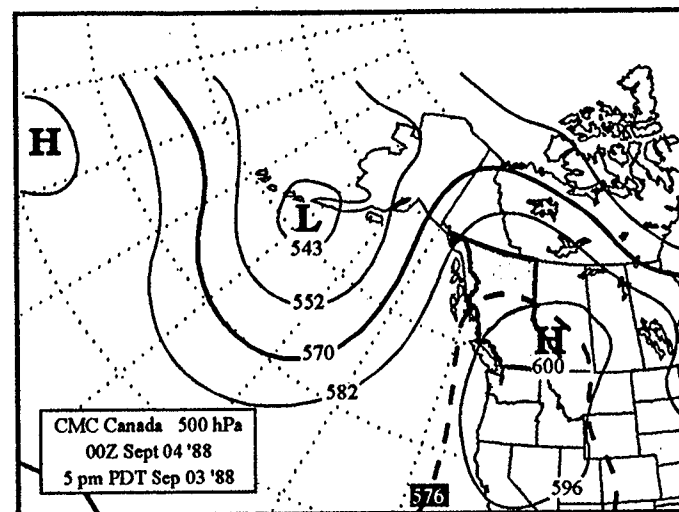 H
L
543
552
570
582
H
600
596
576
CMC Canada 500 hPa
00Z Sept 04 '88
5 pm PDT Sep 03 '88